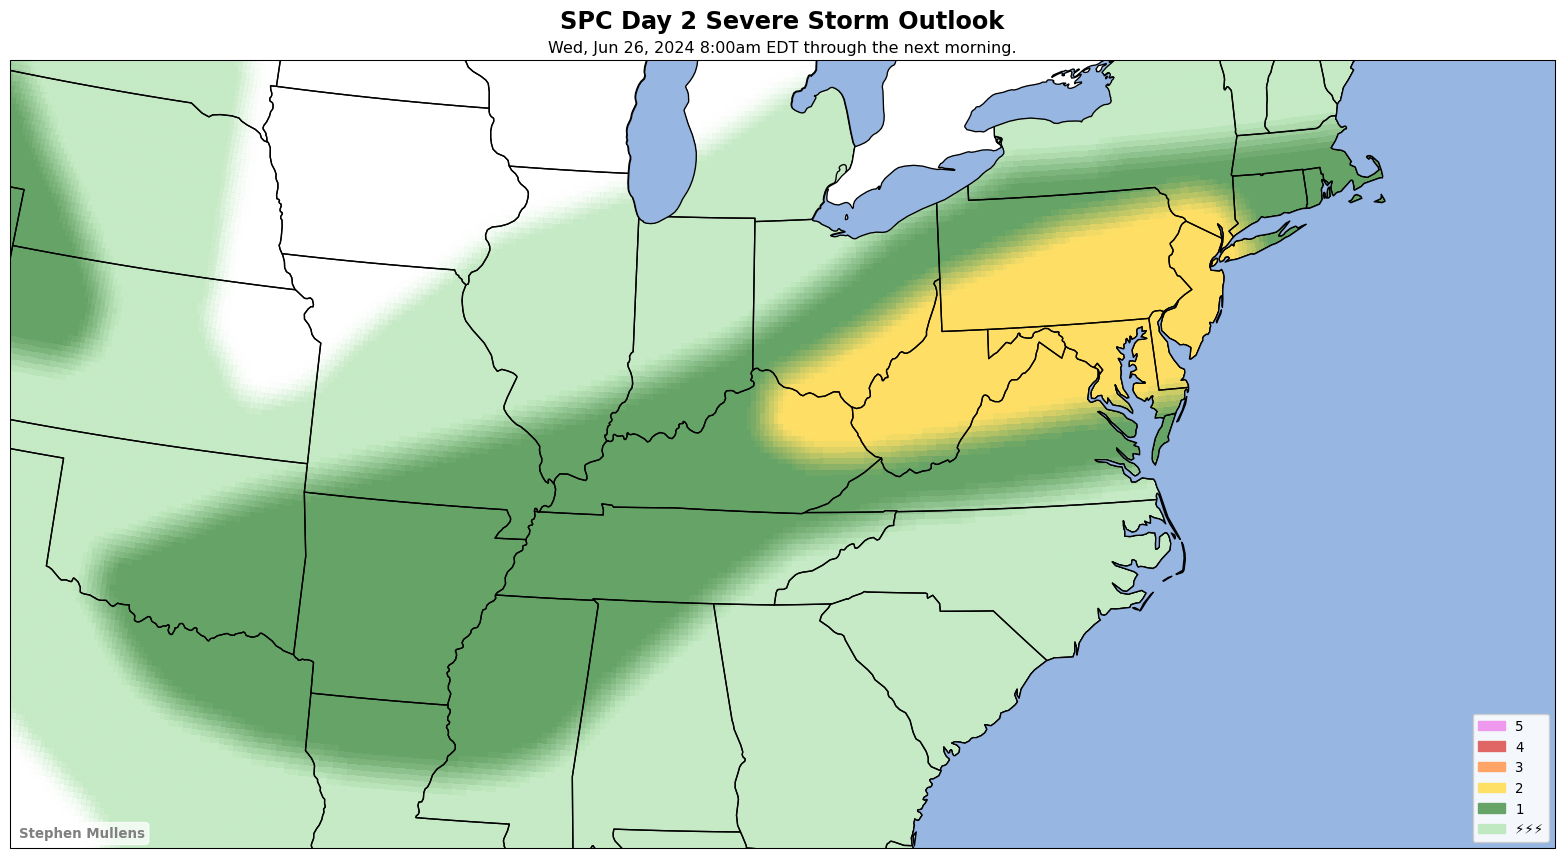 SPC Day 2 Severe Storm Outlook
Wed, Jun 26, 2024 8:00am EDT through the next morning.
5
4
3
2
1
⚡⚡⚡
Stephen Mullens